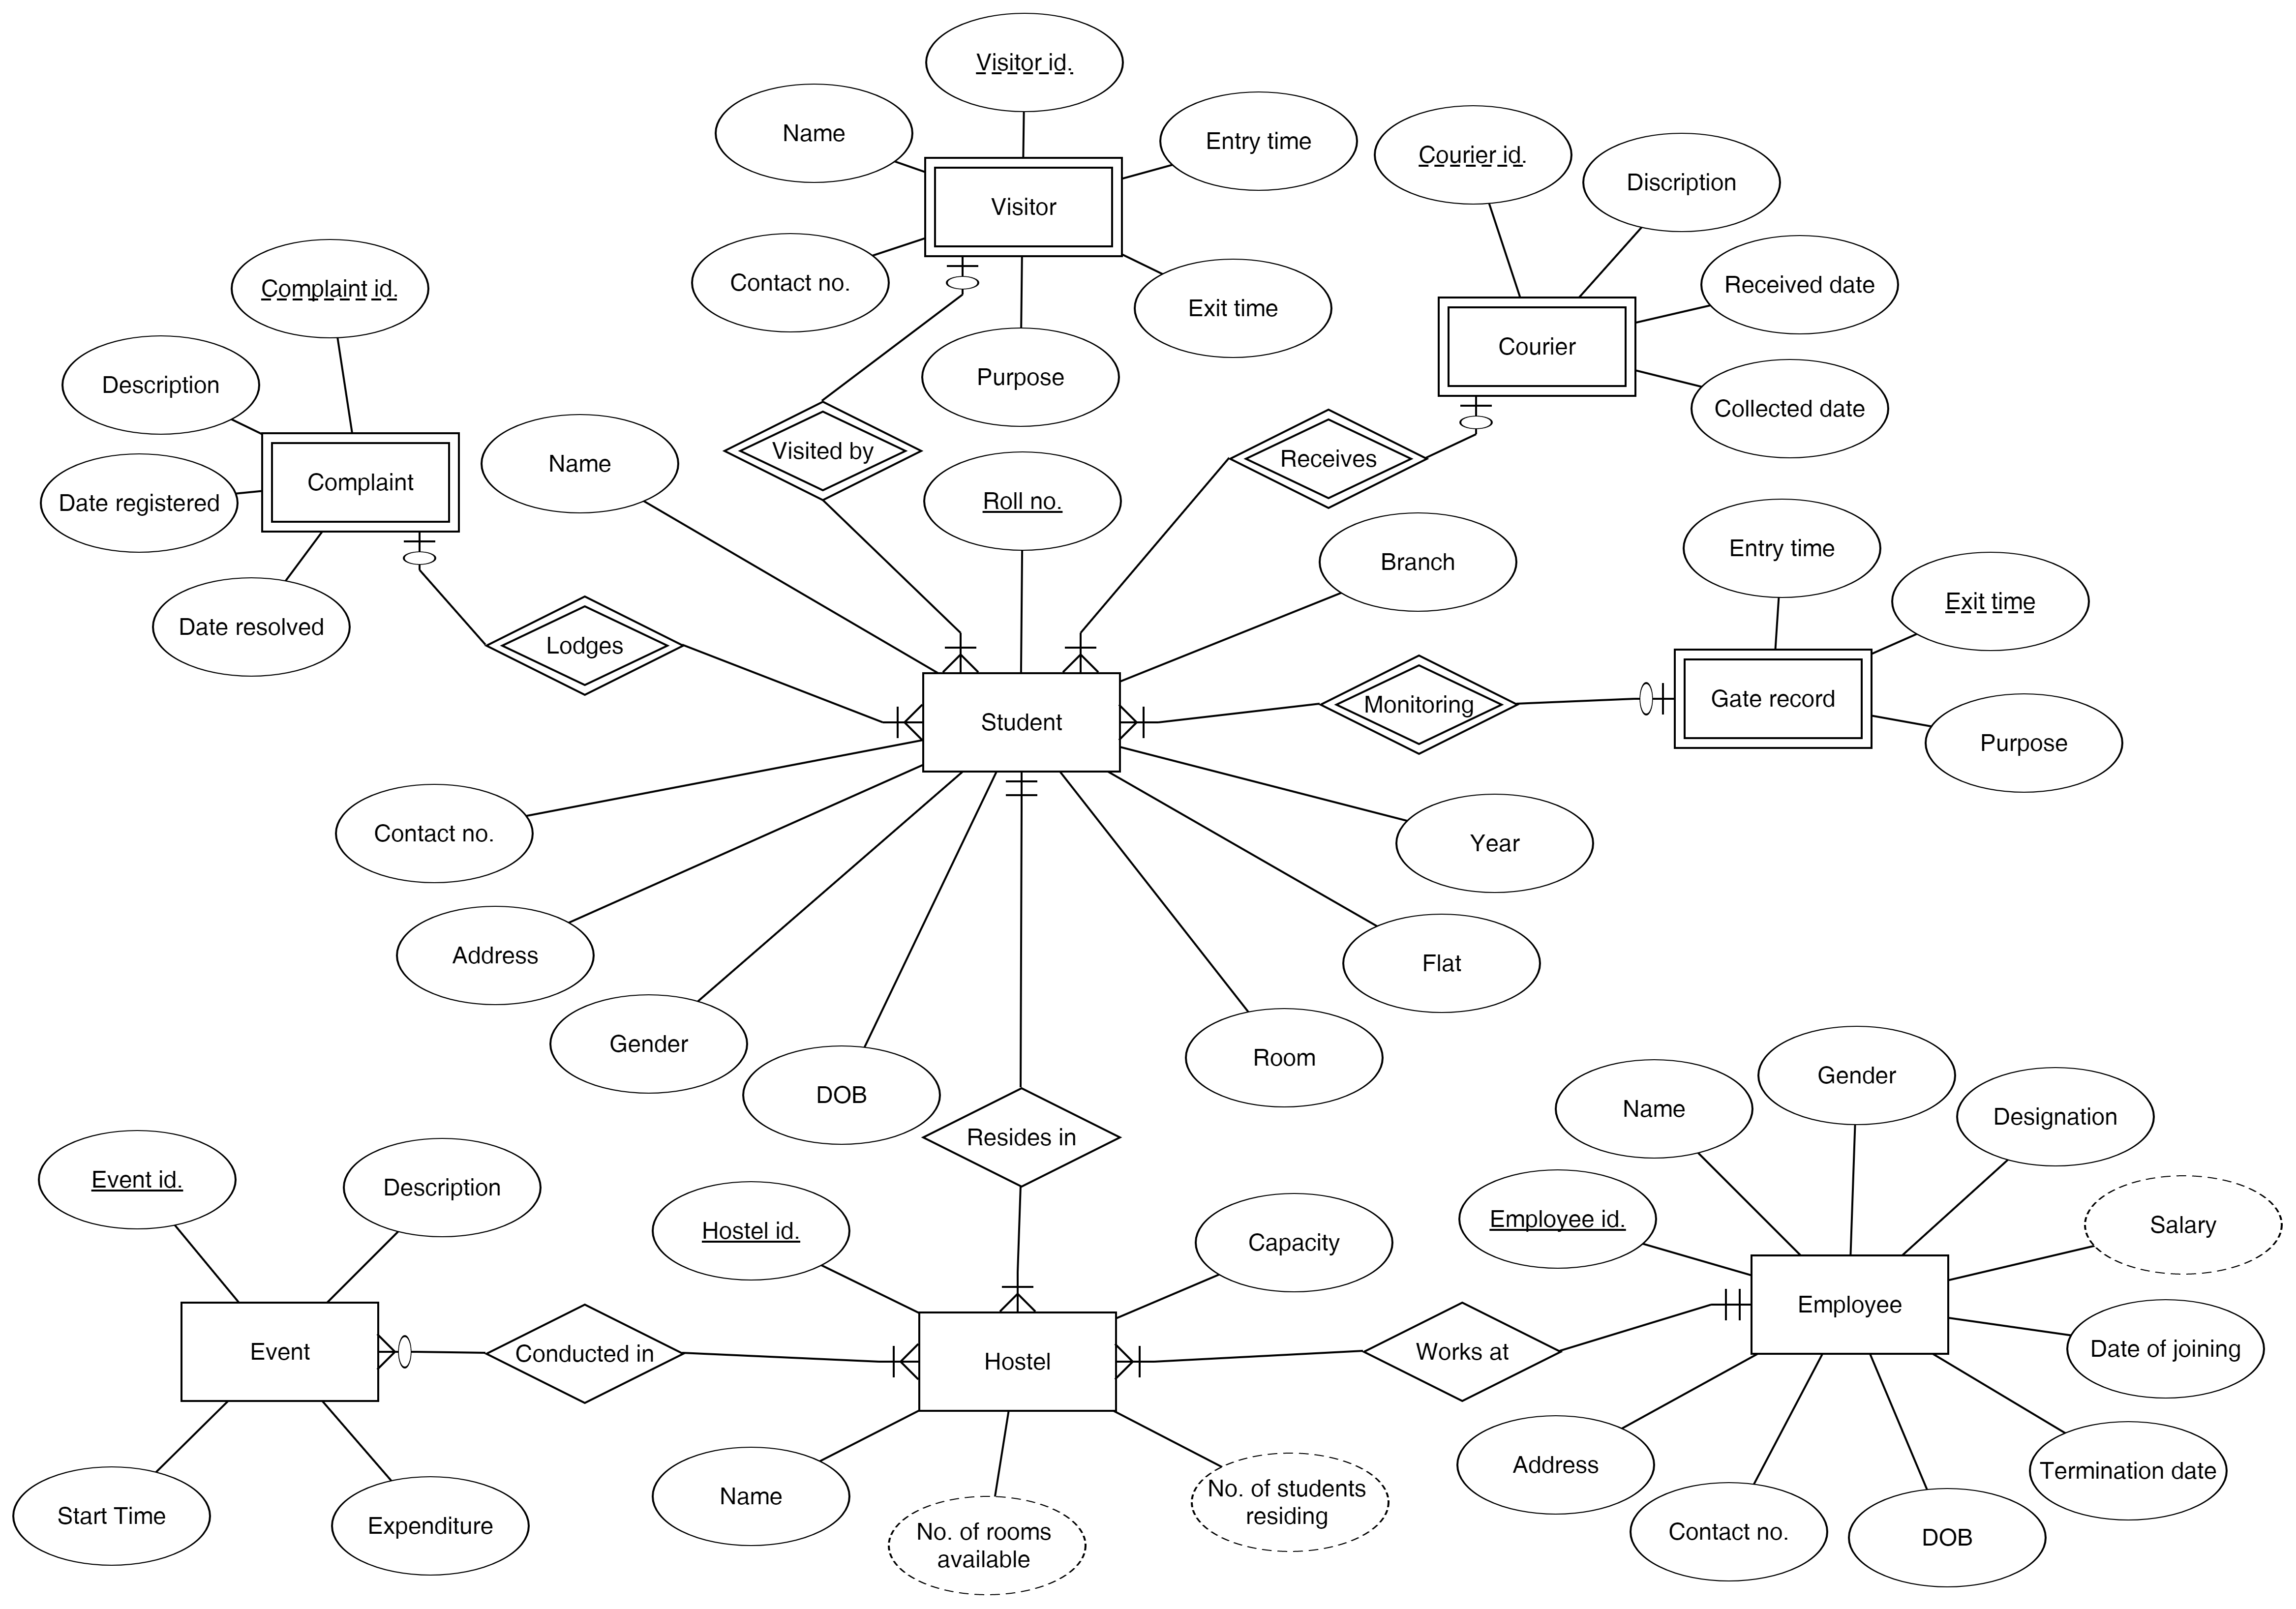 Visitor id.
Name
Entry time
Courier id.
Discription
Visitor
Contact no.
Exit time
Received date
Complaint id.
Courier
Purpose
Description
Collected date
Visited by
Receives
Name
Complaint
Roll no.
Date registered
Entry time
Branch
Exit time
Date resolved
Lodges
Monitoring
Gate record
Student
Purpose
Contact no.
Year
Address
Flat
Gender
Room
DOB
Resides in
Name
Gender
Designation
Event id.
Description
Hostel id.
Capacity
Employee id.
Salary
Employee
Event
Conducted in
Hostel
Works at
Date of joining
Start Time
Expenditure
Name
No. of rooms
available
No. of students
residing
Address
Contact no.
DOB
Termination date